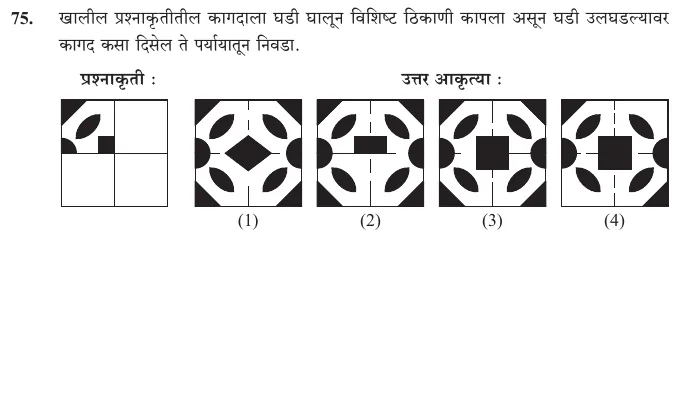 75. खालील प्रश्नाकृतीतील कागदाला घडी घालून विशिष्ट ठिकाणी कापला असून घडी उलघडल्यावर
कागद कसा दिसेल ते पर्यायातून निवडा.
प्रश्नाकृती : उत्तर आकृत्या :
(1) (2) (3) (4)